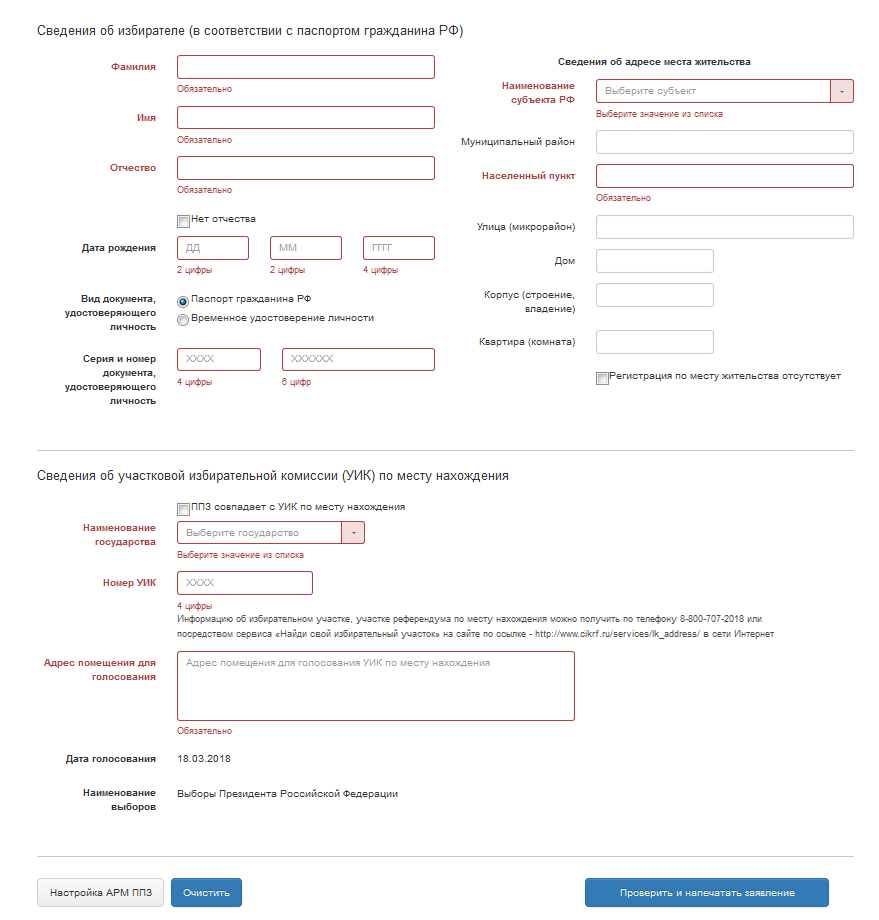 Сведения об избирателе (в соответствии с паспортом гражданина РФ)
Фамилия
Обязательно
Имя
Обязательно
Отчество
Обязательно
Нет отчества
Дата рождения
ДД
ММ
ГГГГ
2 цифры
2 цифры
4 цифры
Вид документа,
удостоверяющего
личность
Паспорт гражданина РФ
Временное удостоверение личности
Серия и номер
документа,
удостоверяющего
личность
XXXX
XXXXXX
4 цифры
6 цифр
Сведения об адресе места жительства
Наименование
субъекта РФ
Выберите субъект
Выберите значение из списка
Муниципальный район
Населенный пункт
Обязательно
Улица (микрорайон)
Дом
Корпус (строение,
владение)
Квартира (комната)
Регистрация по месту жительства отсутствует
Сведения об участковой избирательной комиссии (УИК) по месту нахождения
ППЗ совпадает с УИК по месту нахождения
Наименование
государства
Выберите государство
Выберите значение из списка
Номер УИК
XXXX
4 цифры
Информацию об избирательном участке, участке референдума по месту нахождения можно получить по телефону 8-800-707-2018 или
посредством сервиса «Найди свой избирательный участок» на сайте по ссылке - http://www.cikrf.ru/services/lk_address/ в сети Интернет
Адрес помещения для
голосования
Адрес помещения для голосования УИК по месту нахождения
Обязательно
Дата голосования
18.03.2018
Наименование
выборов
Выборы Президента Российской Федерации
Настройка АРМ ППЗ
Очистить
Проверить и напечатать заявление